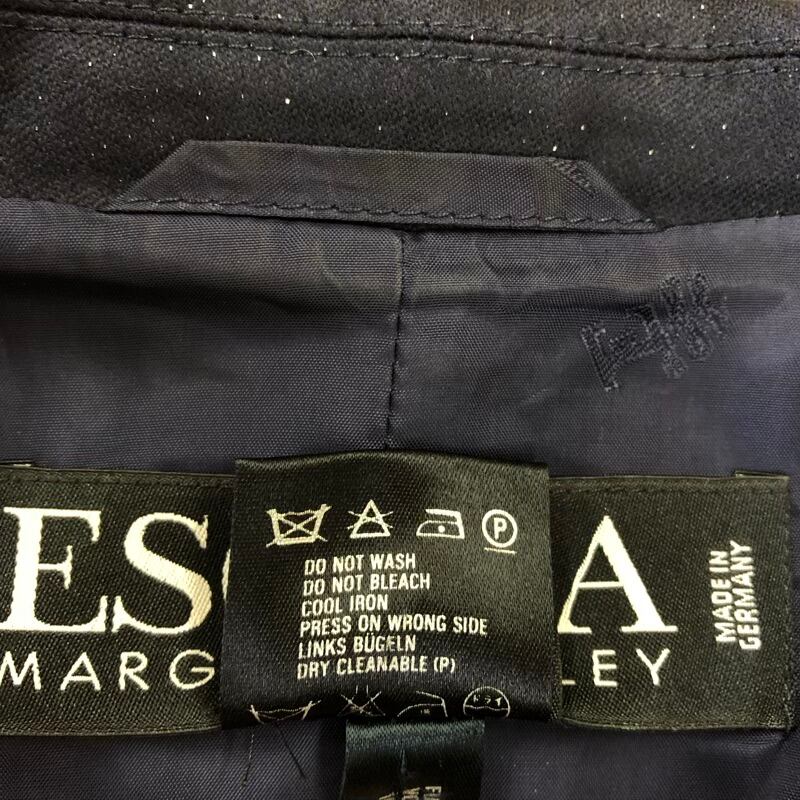 P
DO NOT WASH
DO NOT BLEACH
COOL IRON
PRESS ON WRONG SIDE
LINKS BÜGELN
DRY CLEANABLE (P)
ES A
MARG LEY
MADE IN
GERMANY